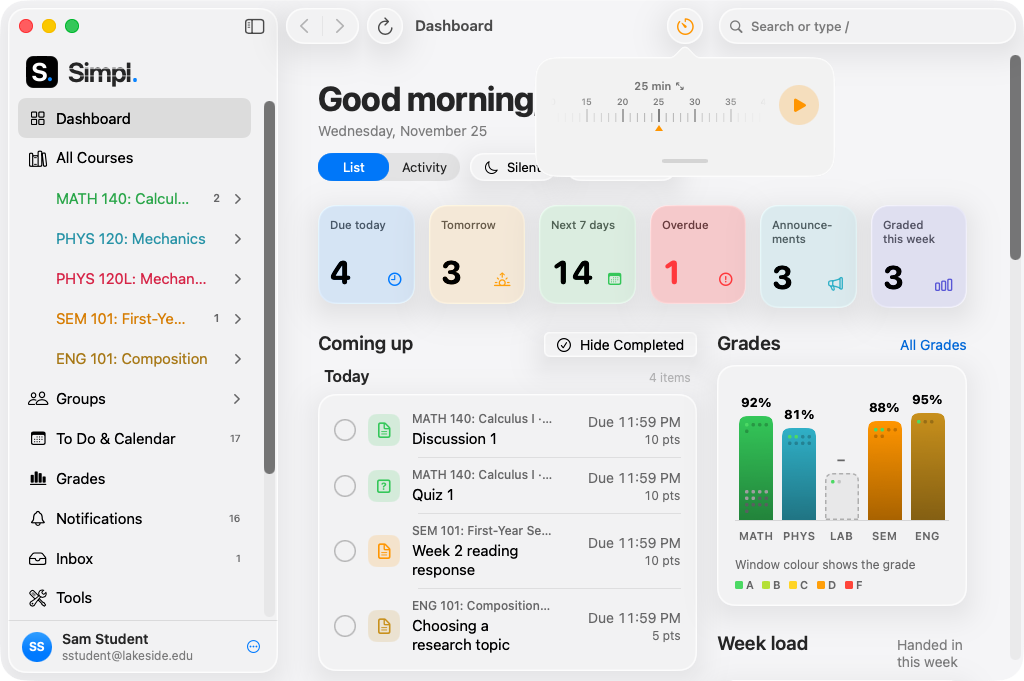 Dashboard
Search or type /
S. Simpl.
Dashboard
All Courses
MATH 140: Calcul... 2
PHYS 120: Mechanics
PHYS 120L: Mechan...
SEM 101: First-Ye... 1
ENG 101: Composition
Groups
To Do & Calendar 17
Grades
Notifications 16
Inbox 1
Tools
SS
Sam Student
sstudent@lakeside.edu
25 min
15 20 25 30 35
Good morning,
Wednesday, November 25
List Activity Silent
Due today
4
Tomorrow
3
Next 7 days
14
Overdue
1
Announce-
ments
3
Graded
this week
3
Coming up
Hide Completed
Today
4 items
MATH 140: Calculus I ·...
Discussion 1
Due 11:59 PM
10 pts
MATH 140: Calculus I ·...
Quiz 1
Due 11:59 PM
10 pts
SEM 101: First-Year Se...
Week 2 reading
response
Due 11:59 PM
10 pts
ENG 101: Composition...
Choosing a
research topic
Due 11:59 PM
5 pts
Grades
All Grades
92% 81% – 88% 95%
MATH PHYS LAB SEM ENG
Window colour shows the grade
A B C D F
Week load
Handed in
this week